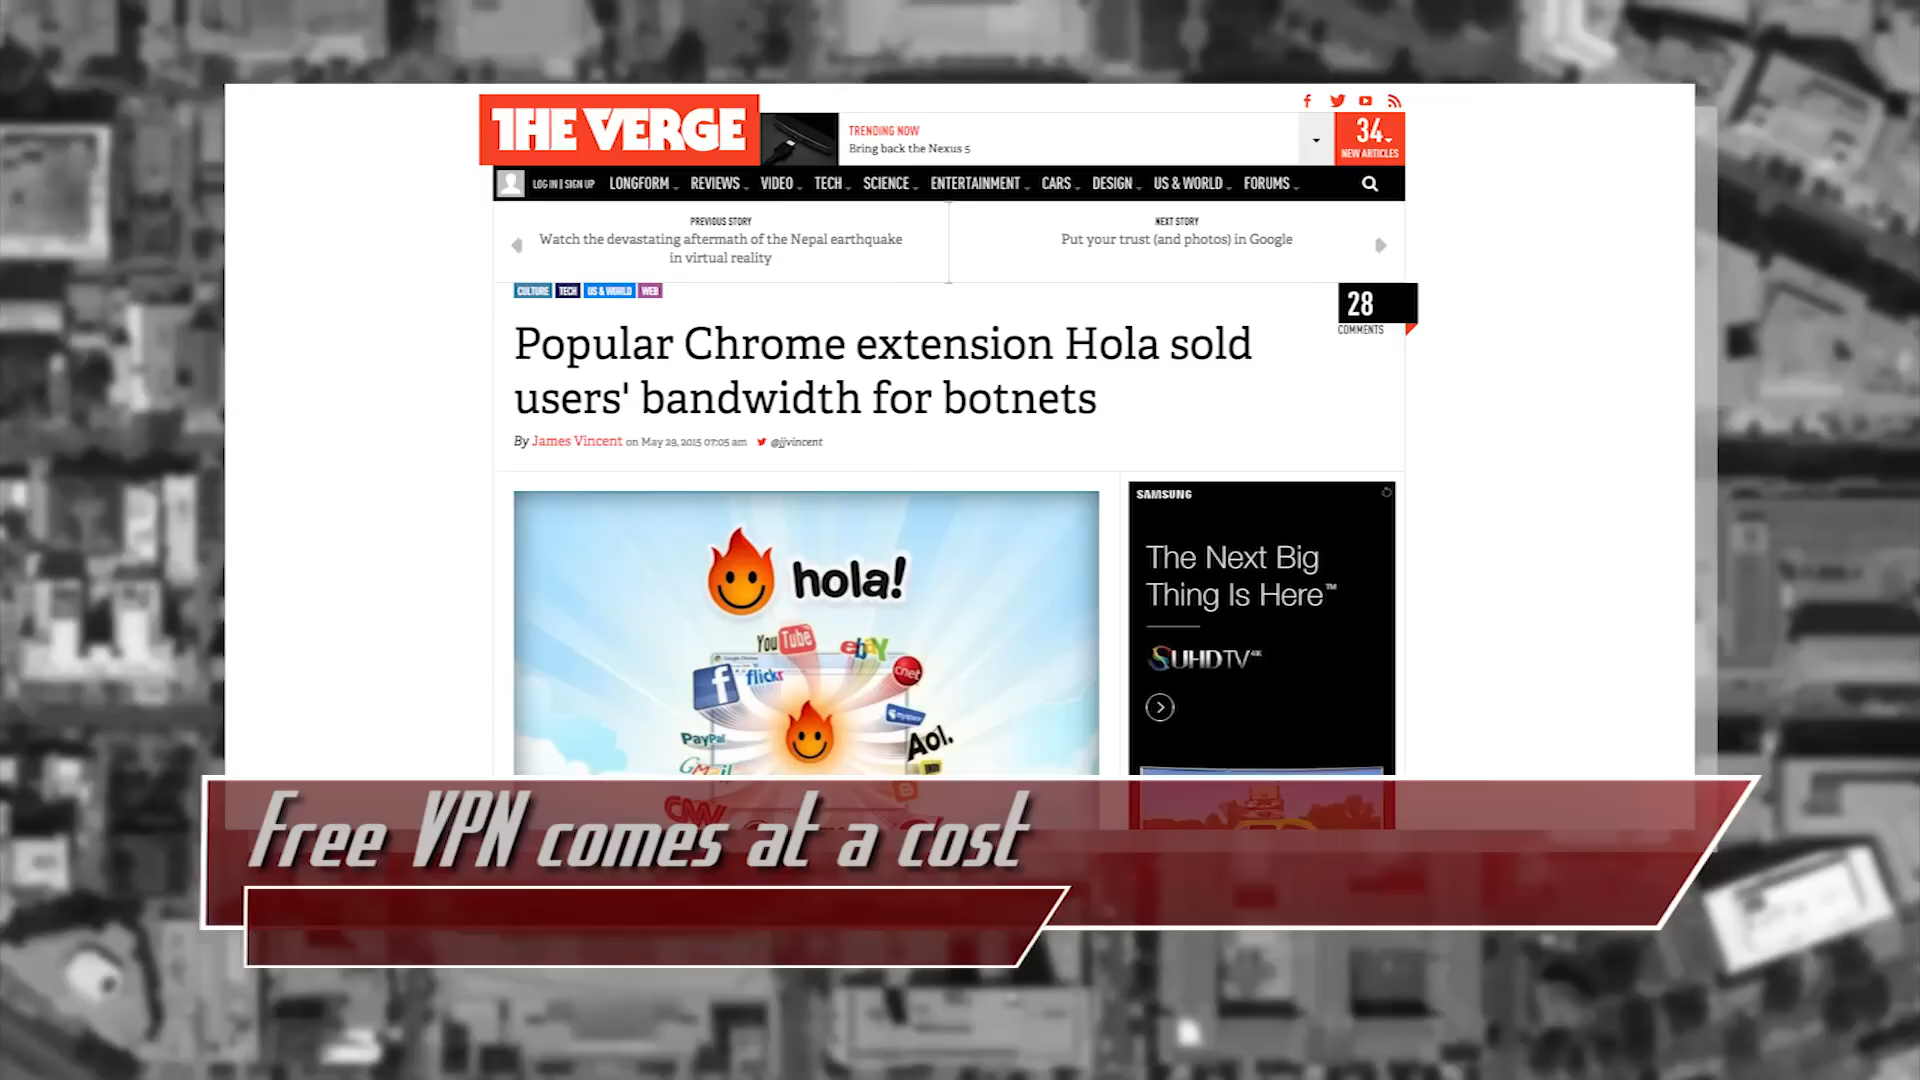 THE VERGE
TRENDING NOW
Bring back the Nexus 5
34
NEW ARTICLES
LOG IN | SIGN UP LONGFORM REVIEWS VIDEO TECH SCIENCE ENTERTAINMENT CARS DESIGN US & WORLD FORUMS
PREVIOUS STORY
Watch the devastating aftermath of the Nepal earthquake
in virtual reality
NEXT STORY
Put your trust (and photos) in Google
CULTURE TECH US & WORLD WEB
28
COMMENTS
Popular Chrome extension Hola sold
users' bandwidth for botnets
By James Vincent on May 29, 2015 07:05 am @jjvincent
hola!
YouTube
ebay
cnet
f
flickr
myspace
PayPal
Aol.
Gmail
CNN
SAMSUNG
The Next Big
Thing Is Here™
SUHDTV 4K
Free VPN comes at a cost